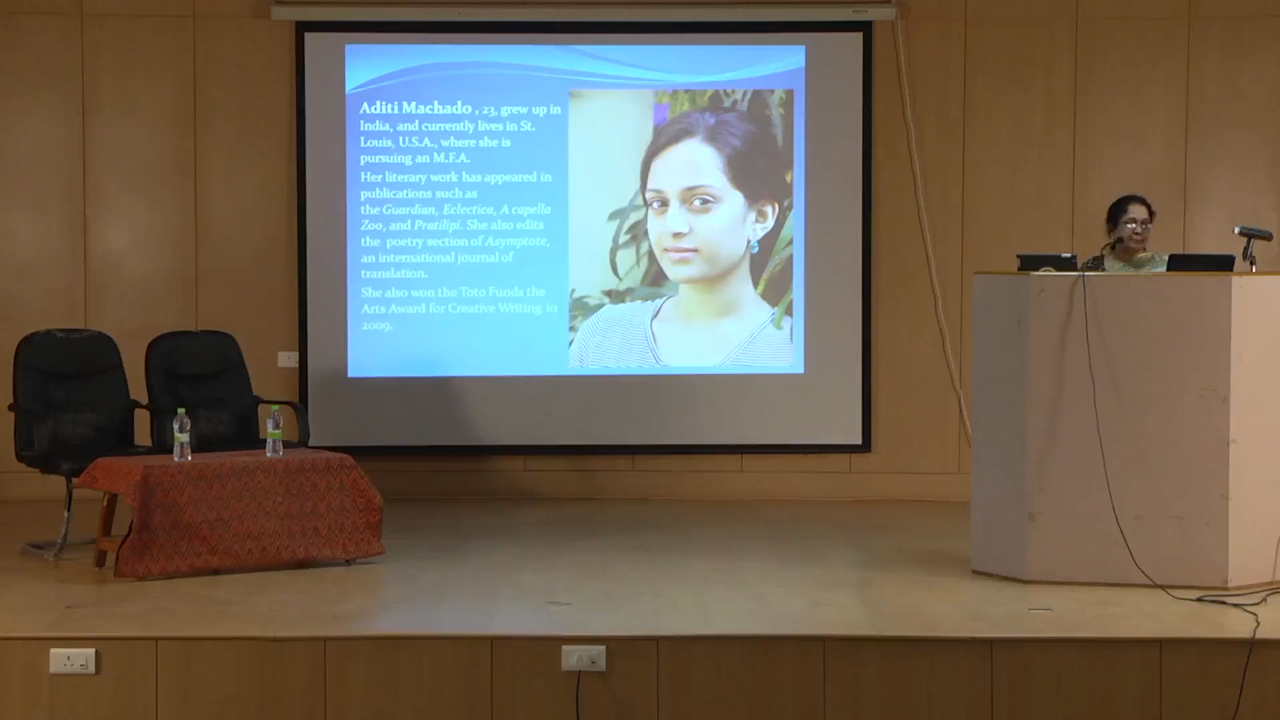 Aditi Machado , 23, grew up in
India, and currently lives in St.
Louis, U.S.A., where she is
pursuing an M.F.A.
Her literary work has appeared in
publications such as
the Guardian, Eclectica, A capella
Zoo, and Pratilipi. She also edits
the poetry section of Asymptote,
an international journal of
translation.
She also won the Toto Funds the
Arts Award for Creative Writing in
2009.